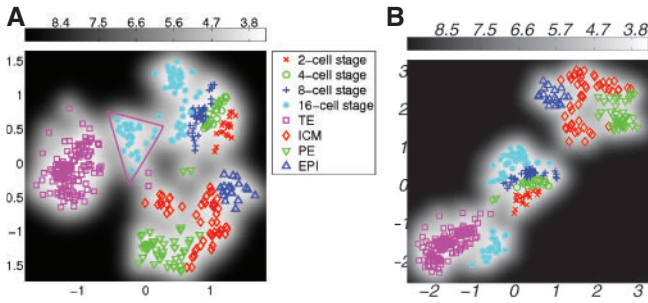 A
8.4 7.5 6.6 5.6 4.7 3.8
1.5
1
0.5
0
0.5
−1
1.5
−1 0 1
2-cell stage
4-cell stage
8-cell stage
16-cell stage
TE
ICM
PE
EPI
B
8.5 7.5 6.6 5.7 4.7 3.8
3
2
1
0
-1
-2
−2 −1 0 1 2 3